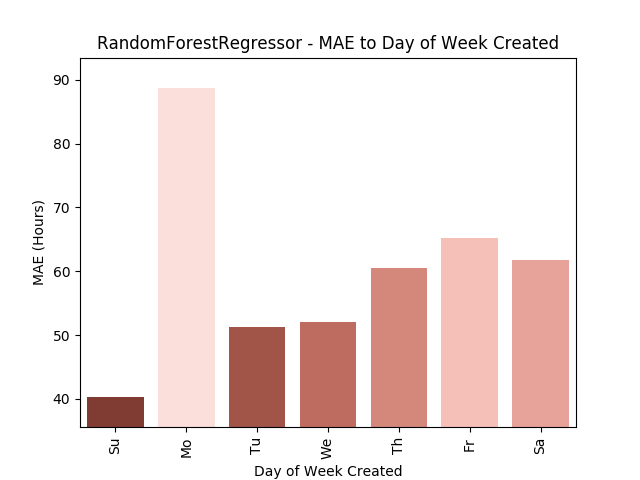 RandomForestRegressor - MAE to Day of Week Created
MAE (Hours)
90
80
70
60
50
40
Su
Mo
Tu
We
Th
Fr
Sa
Day of Week Created